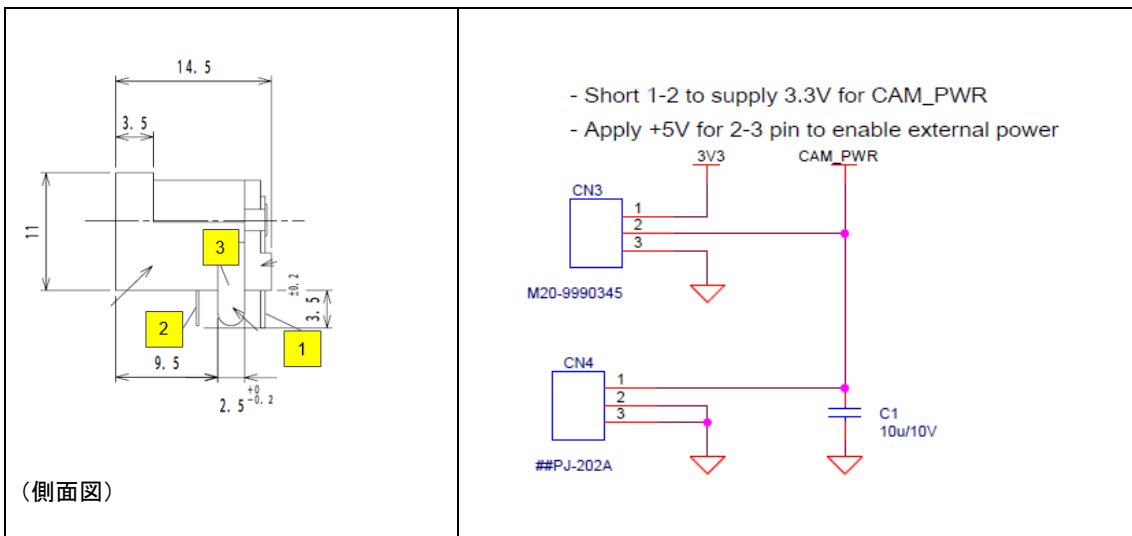 14.5
3.5
11
3
±0.2
3.5
2
1
9.5
2.5 +0 -0.2
(側面図)
- Short 1-2 to supply 3.3V for CAM_PWR
- Apply +5V for 2-3 pin to enable external power
3V3
CAM_PWR
CN3
1
2
3
M20-9990345
CN4
1
2
3
##PJ-202A
C1
10u/10V